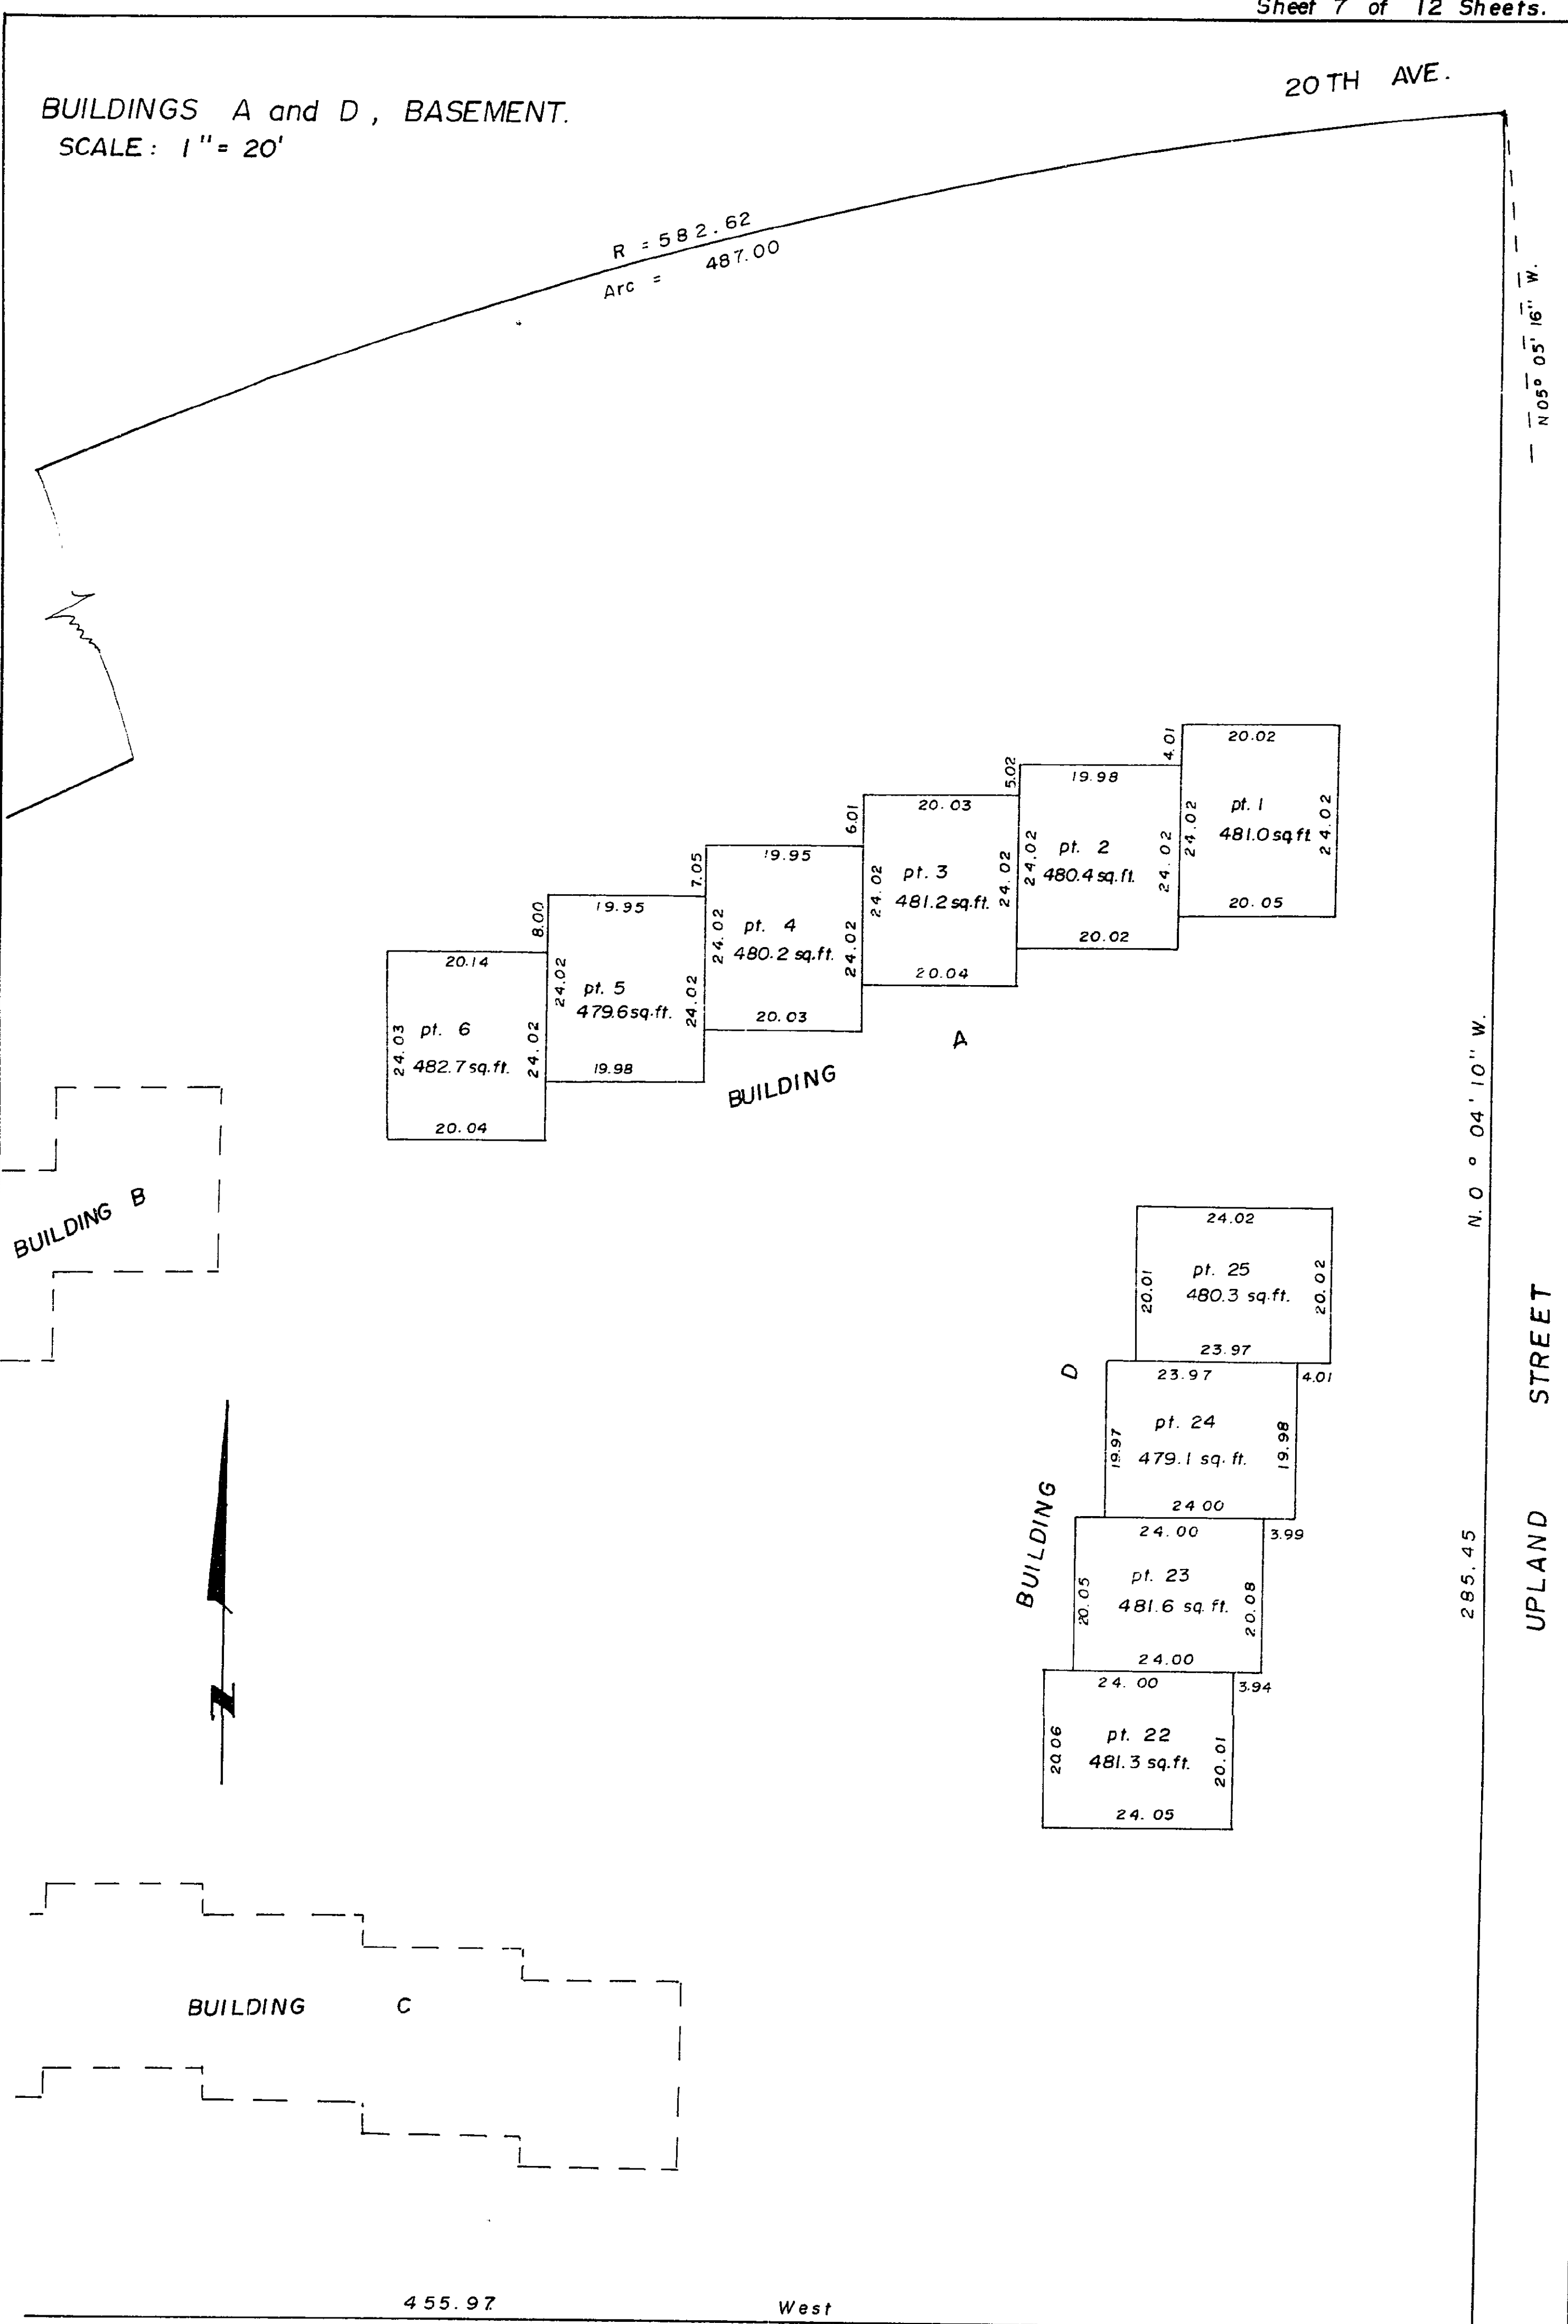 Sheet 7 of 12 Sheets.
BUILDINGS A and D, BASEMENT.
SCALE: 1" = 20'
20TH AVE.
R = 582.62
Arc = 487.00
N 05° 05' 16" W.
20.02
4.01
pt. 1
481.0 sq ft
24.02
24.02
20.05
5.02
19.98
pt. 2
480.4 sq.ft.
24.02
24.02
20.02
6.01
20.03
pt. 3
481.2 sq.ft.
24.02
24.02
20.04
7.05
19.95
pt. 4
480.2 sq.ft.
24.02
24.02
20.03
8.00
19.95
pt. 5
479.6 sq.ft.
24.02
24.02
19.98
20.14
pt. 6
482.7 sq.ft.
24.03
24.02
20.04
BUILDING A
BUILDING B
N. 0° 04' 10" W.
24.02
pt. 25
480.3 sq.ft.
20.01
20.02
23.97
23.97
4.01
pt. 24
479.1 sq. ft.
19.97
19.98
24 00
24.00
3.99
pt. 23
481.6 sq. ft.
20.05
20.08
24.00
24.00
3.94
pt. 22
481.3 sq.ft.
20.06
20.01
24.05
BUILDING D
285.45
UPLAND STREET
N
BUILDING C
455.97
West